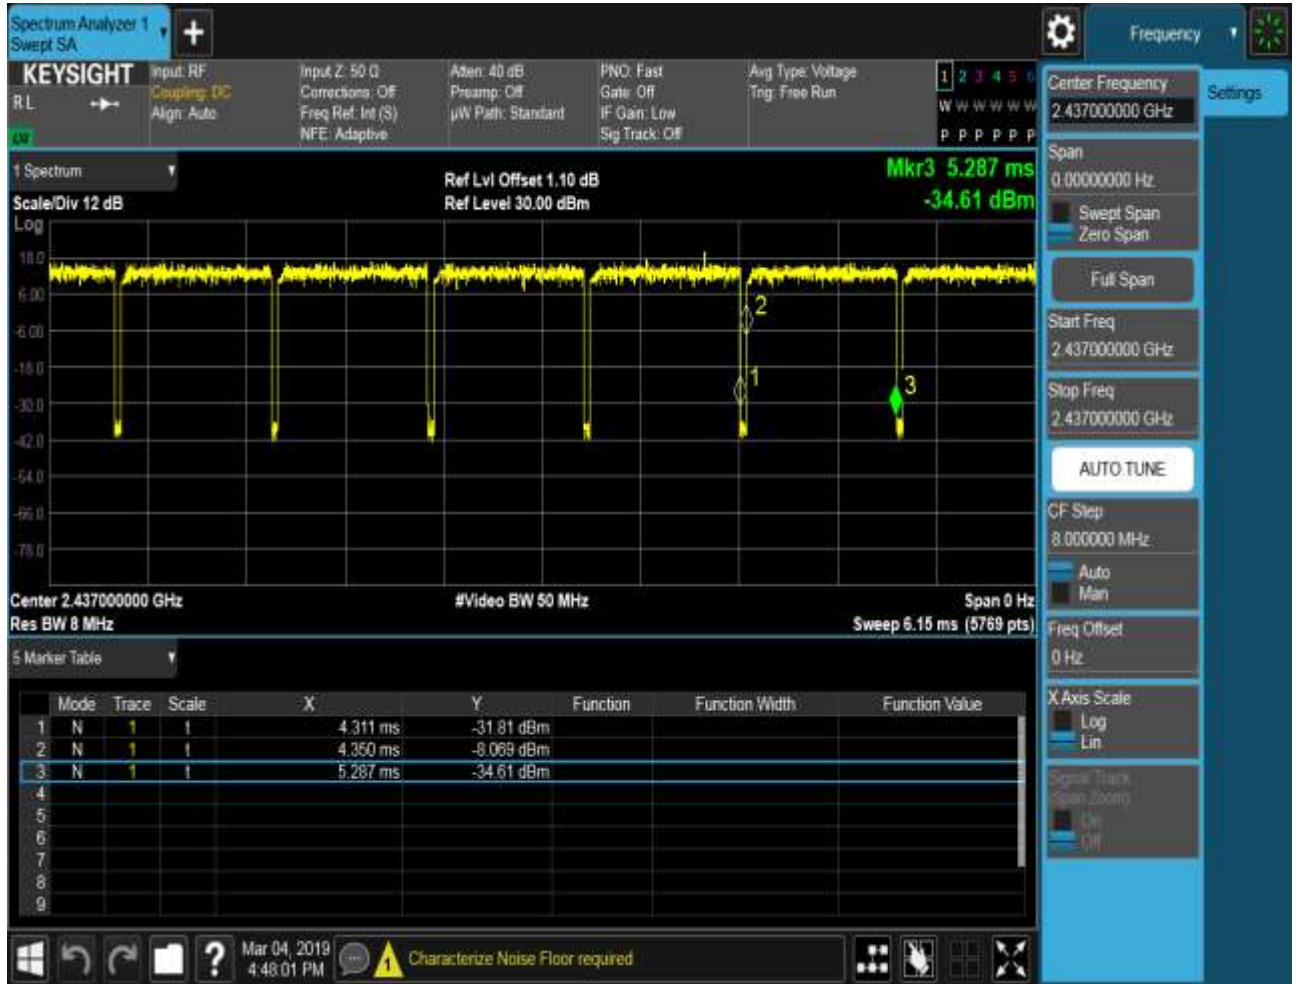 Spectrum Analyzer 1
Swept SA
+
Frequency
KEYSIGHT
RL
Input: RF
Coupling: DC
Align: Auto
Input Z: 50 Ω
Corrections: Off
Freq Ref: Int (S)
NFE: Adaptive
Atten: 40 dB
Preamp: Off
µW Path: Standard
PNO: Fast
Gate: Off
IF Gain: Low
Sig Track: Off
Avg Type: Voltage
Trig: Free Run
1 2 3 4 5 6
W W W W W W
P P P P P P
1 Spectrum
Scale/Div 12 dB
Ref Lvl Offset 1.10 dB
Ref Level 30.00 dBm
Mkr3 5.287 ms
-34.61 dBm
Log
18.0
6.00
-6.00
-18.0
-30.0
-42.0
-54.0
-66.0
-78.0
2
1
3
Center 2.437000000 GHz
#Video BW 50 MHz
Span 0 Hz
Res BW 8 MHz
Sweep 6.15 ms (5769 pts)
5 Marker Table
Mode Trace Scale X Y Function Function Width Function Value
1 N 1 t 4.311 ms -31.81 dBm
2 N 1 t 4.350 ms -8.069 dBm
3 N 1 t 5.287 ms -34.61 dBm
4
5
6
7
8
9
?
Mar 04, 2019
4:48:01 PM
1
Characterize Noise Floor required
Settings
Center Frequency
2.437000000 GHz
Span
0.00000000 Hz
Swept Span
Zero Span
Full Span
Start Freq
2.437000000 GHz
Stop Freq
2.437000000 GHz
AUTO TUNE
CF Step
8.000000 MHz
Auto
Man
Freq Offset
0 Hz
X Axis Scale
Log
Lin
Signal Track
(Span Zoom)
On
Off